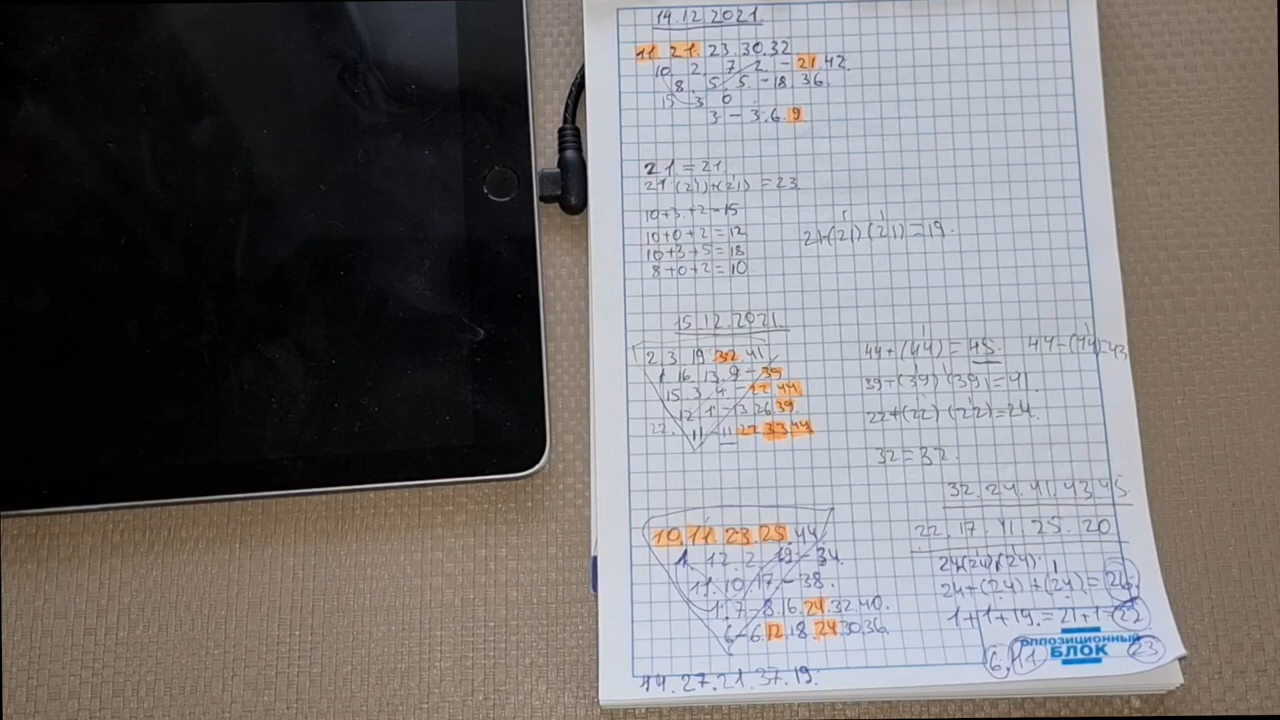 14.12.2021.
11 21. 23. 30. 32
10. 2. 7 2 - 21 42.
8. 5. 5. - 18. 36.
15 3 0
3 - 3. 6. 9
21. = 21.
= 23.
10+3.+2=15
10+0+2=12
21-(21) (21) = 19.
10+3+5=18
8+0+2=10
15.12.2021.
2. 3. 19. 32. 41
44+(44) = 45. 44-(44)=43
1 16. 13. 9 - 39
39+(39) (39) = 41.
15 3. 4 - 22 44
12 1 - 13 26 39.
22+(22) (22)=24.
22. 11 - 11 22 33 44
32=32.
32. 24. 41. 43 45
22. 17. 41. 25. 20
10. 11. 23. 25. 44
1. 12. 2. 19 - 34.
11. 10. 17 - 38.
24+(24) +(24) = 26.
1. 7 - 8. 16. 24. 32. 40.
1+1+19.=21+1=22
6 - 6. 12. 18. 24 30 36.
ОППОЗИЦИОННЫЙ
БЛОК
6. 11 23
44. 27. 21. 37. 19.